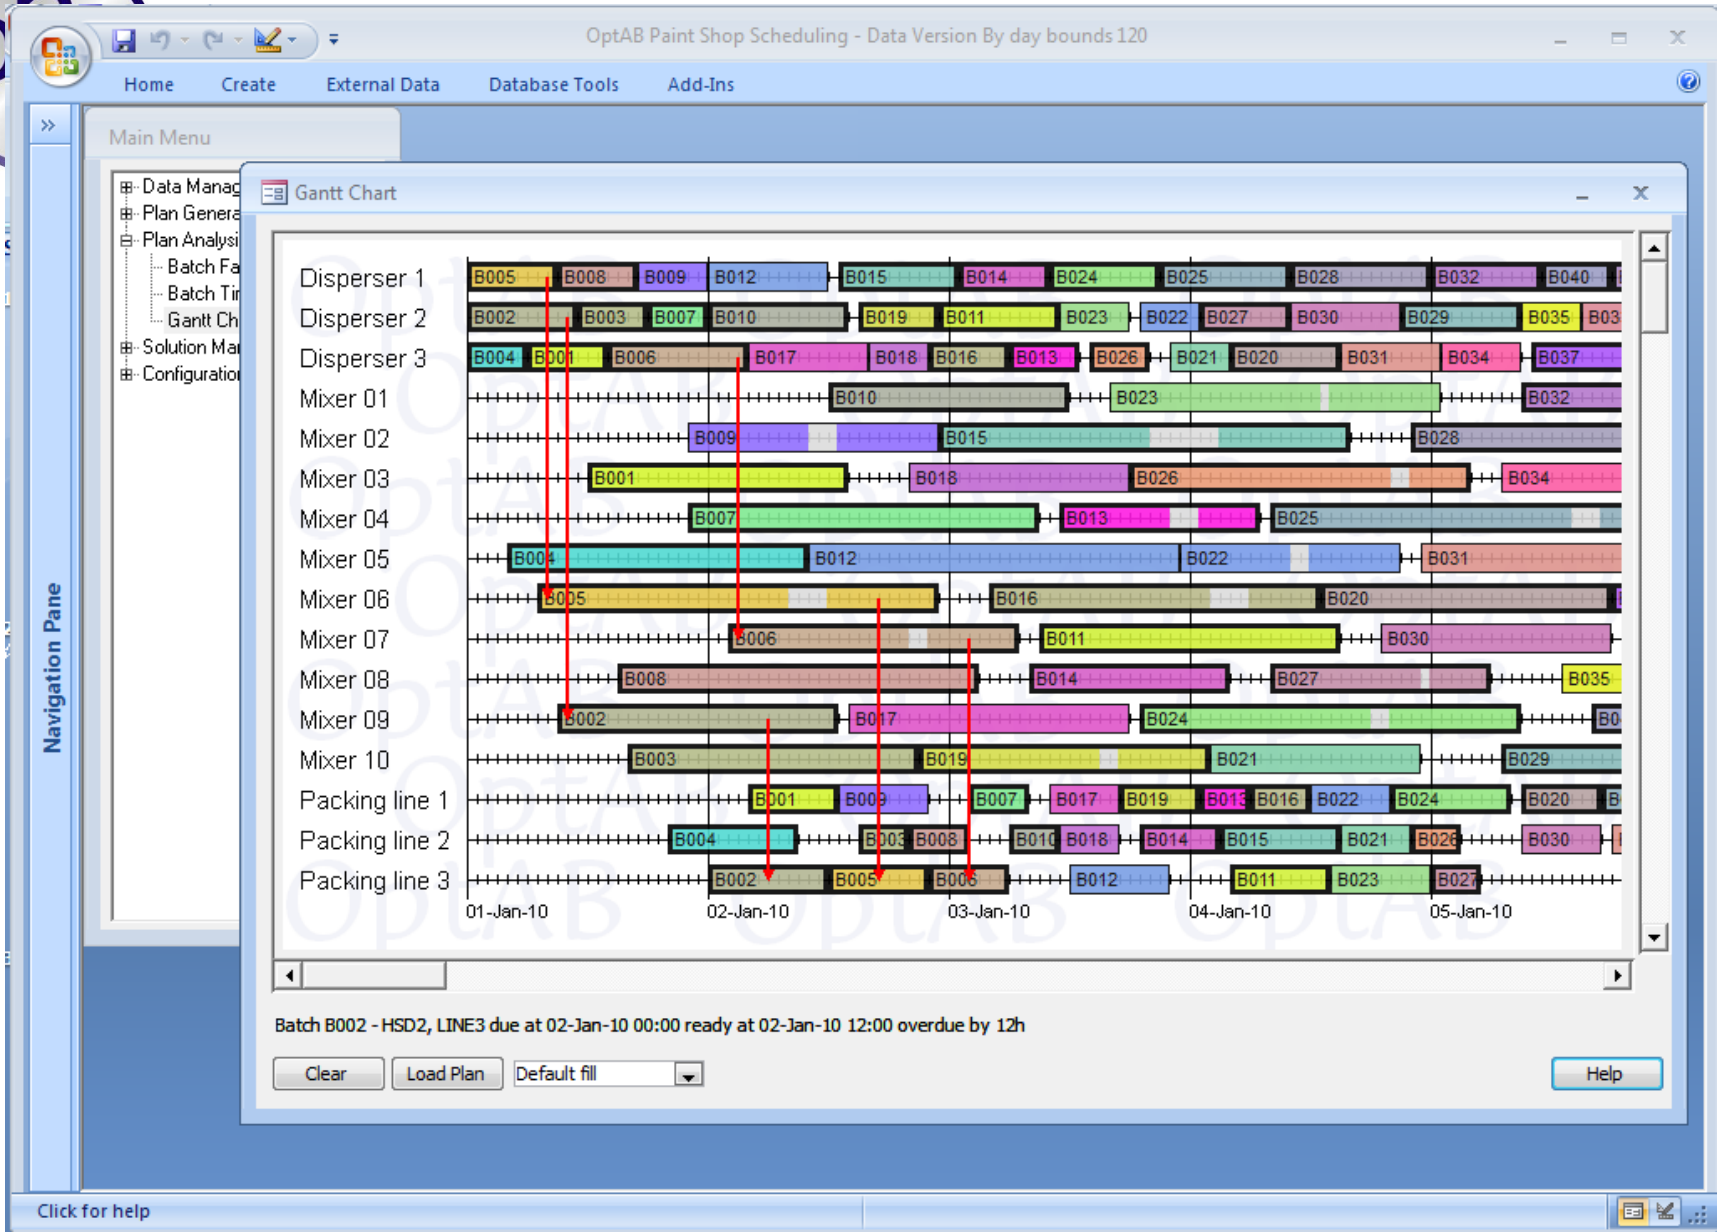 OptAB Paint Shop Scheduling - Data Version By day bounds 120
Home Create External Data Database Tools Add-Ins
Main Menu
Data Manag
Plan Genera
Plan Analysi
Batch Fa
Batch Tir
Gantt Ch
Solution Mar
Configuration
Navigation Pane
Gantt Chart
Disperser 1 B005 B008 B009 B012 B015 B014 B024 B025 B028 B032 B040
Disperser 2 B002 B003 B007 B010 B019 B011 B023 B022 B027 B030 B029 B035 B03
Disperser 3 B004 B001 B006 B017 B018 B016 B013 B026 B021 B020 B031 B034 B037
Mixer 01 B010 B023 B032
Mixer 02 B009 B015 B028
Mixer 03 B001 B018 B026 B034
Mixer 04 B007 B013 B025
Mixer 05 B004 B012 B022 B031
Mixer 06 B005 B016 B020
Mixer 07 B006 B011 B030
Mixer 08 B008 B014 B027 B035
Mixer 09 B002 B017 B024 B0
Mixer 10 B003 B019 B021 B029
Packing line 1 B001 B009 B007 B017 B019 B013 B016 B022 B024 B020 B
Packing line 2 B004 B003 B008 B010 B018 B014 B015 B021 B026 B030
Packing line 3 B002 B005 B006 B012 B011 B023 B027
01-Jan-10 02-Jan-10 03-Jan-10 04-Jan-10 05-Jan-10
OptAB
Batch B002 - HSD2, LINE3 due at 02-Jan-10 00:00 ready at 02-Jan-10 12:00 overdue by 12h
Clear Load Plan Default fill Help
Click for help